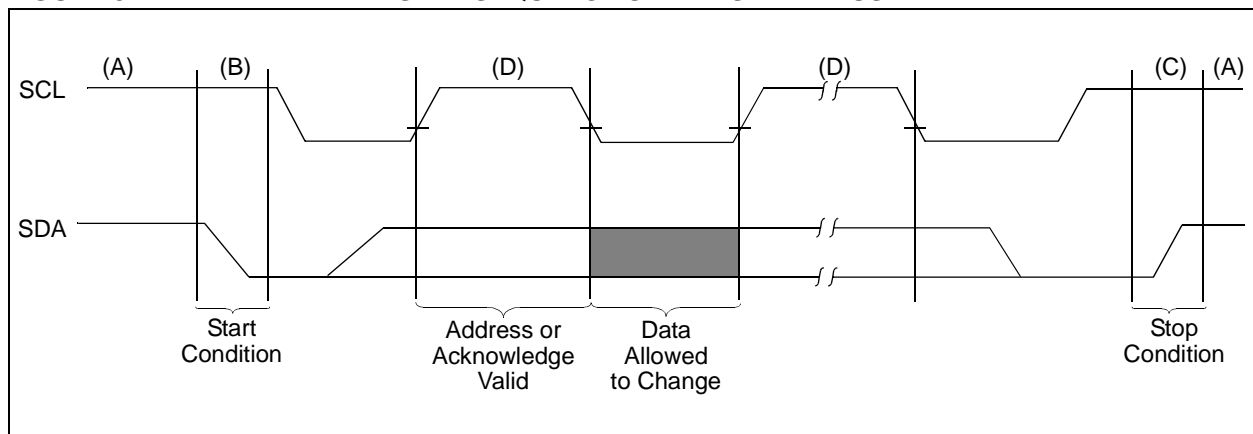 (A) (B) (D) (D) (C) (A)
SCL
SDA
Start
Condition
Address or
Acknowledge
Valid
Data
Allowed
to Change
Stop
Condition